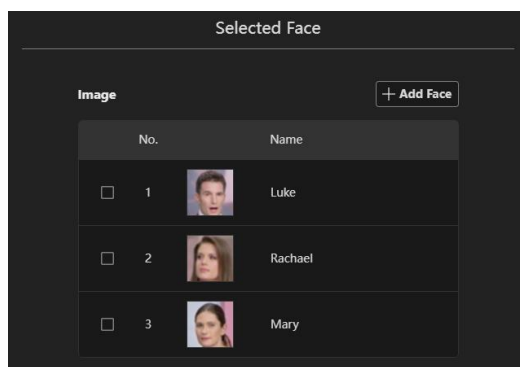 Selected Face
Image
+ Add Face
No. Name
1 Luke
2 Rachael
3 Mary